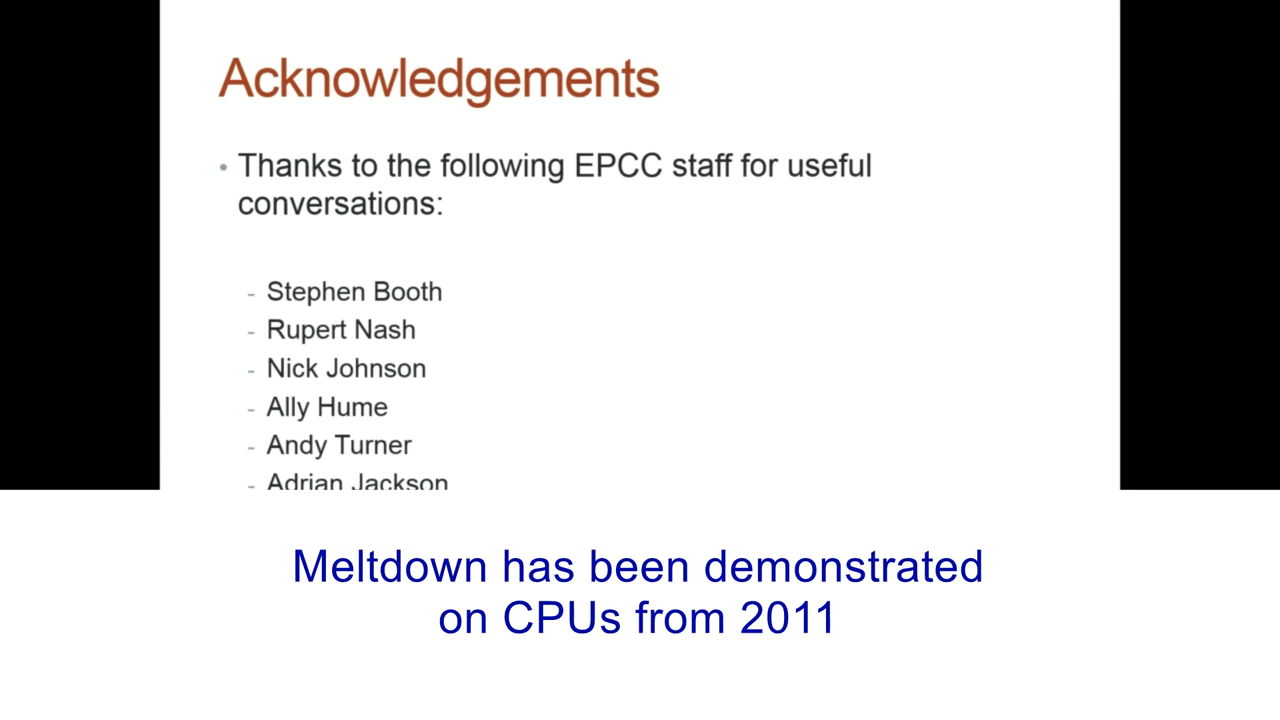 Acknowledgements
• Thanks to the following EPCC staff for useful
conversations:
- Stephen Booth
- Rupert Nash
- Nick Johnson
- Ally Hume
- Andy Turner
- Adrian Jackson
Meltdown has been demonstrated
on CPUs from 2011